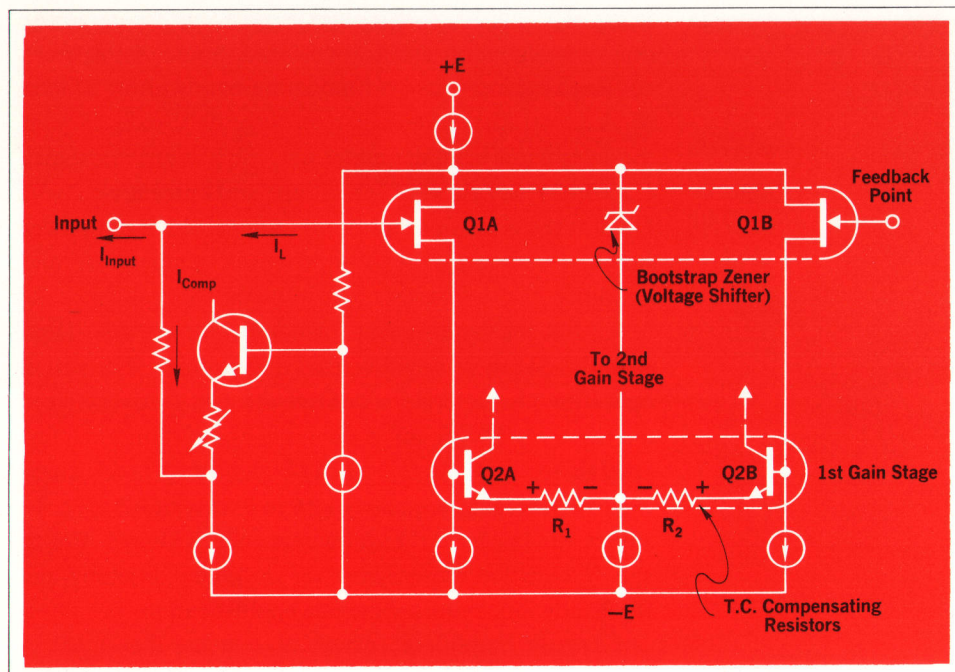 +E
Feedback
Point
Input
Q1A
Q1B
I_Input
I_L
I_Comp
Bootstrap Zener
(Voltage Shifter)
To 2nd
Gain Stage
Q2A
Q2B
1st Gain Stage
+ − − +
R₁
R₂
−E
T.C. Compensating
Resistors